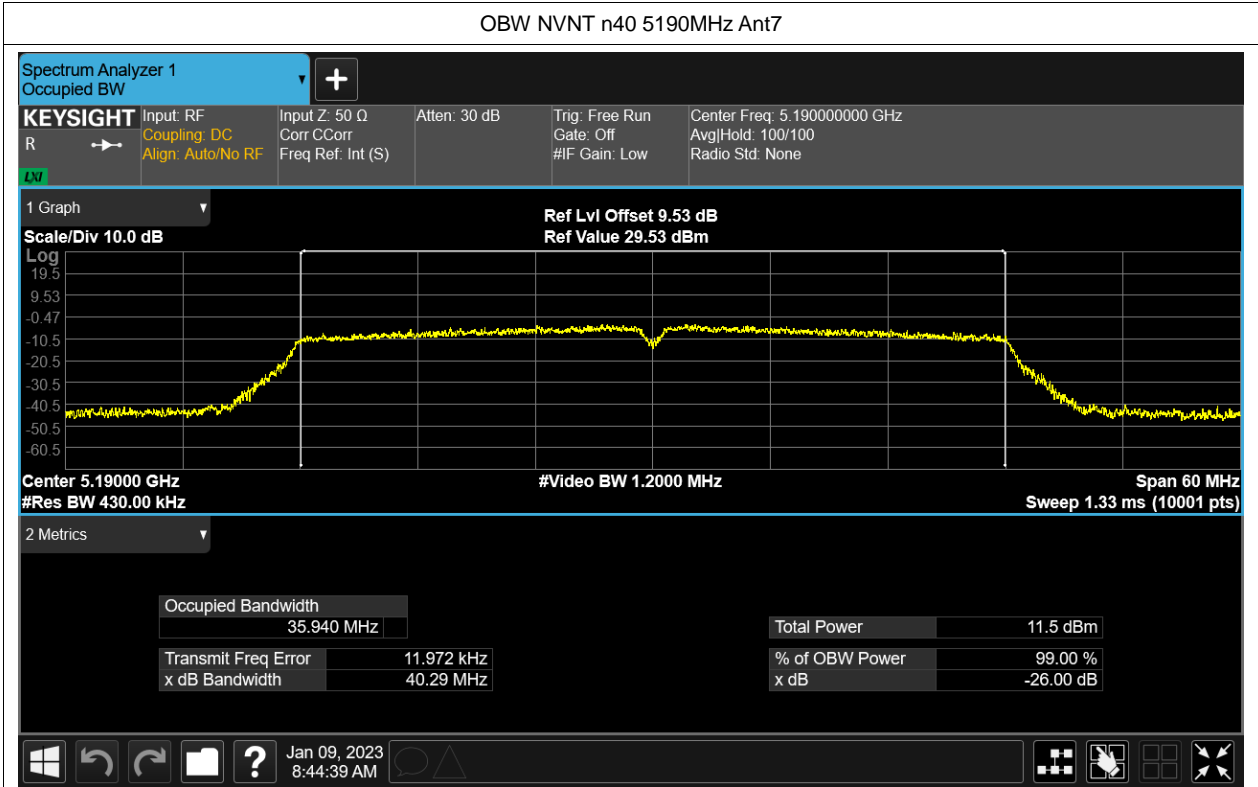 OBW NVNT n40 5190MHz Ant7
Spectrum Analyzer 1
Occupied BW
KEYSIGHT
R
LXI
Input: RF
Coupling: DC
Align: Auto/No RF
Input Z: 50 Ω
Corr CCorr
Freq Ref: Int (S)
Atten: 30 dB
Trig: Free Run
Gate: Off
#IF Gain: Low
Center Freq: 5.190000000 GHz
Avg|Hold: 100/100
Radio Std: None
1 Graph
Scale/Div 10.0 dB
Ref Lvl Offset 9.53 dB
Ref Value 29.53 dBm
Log
19.5
9.53
-0.47
-10.5
-20.5
-30.5
-40.5
-50.5
-60.5
Center 5.19000 GHz
#Video BW 1.2000 MHz
Span 60 MHz
#Res BW 430.00 kHz
Sweep 1.33 ms (10001 pts)
2 Metrics
Occupied Bandwidth
35.940 MHz
Total Power 11.5 dBm
Transmit Freq Error 11.972 kHz
% of OBW Power 99.00 %
x dB Bandwidth 40.29 MHz
x dB -26.00 dB
?
Jan 09, 2023
8:44:39 AM